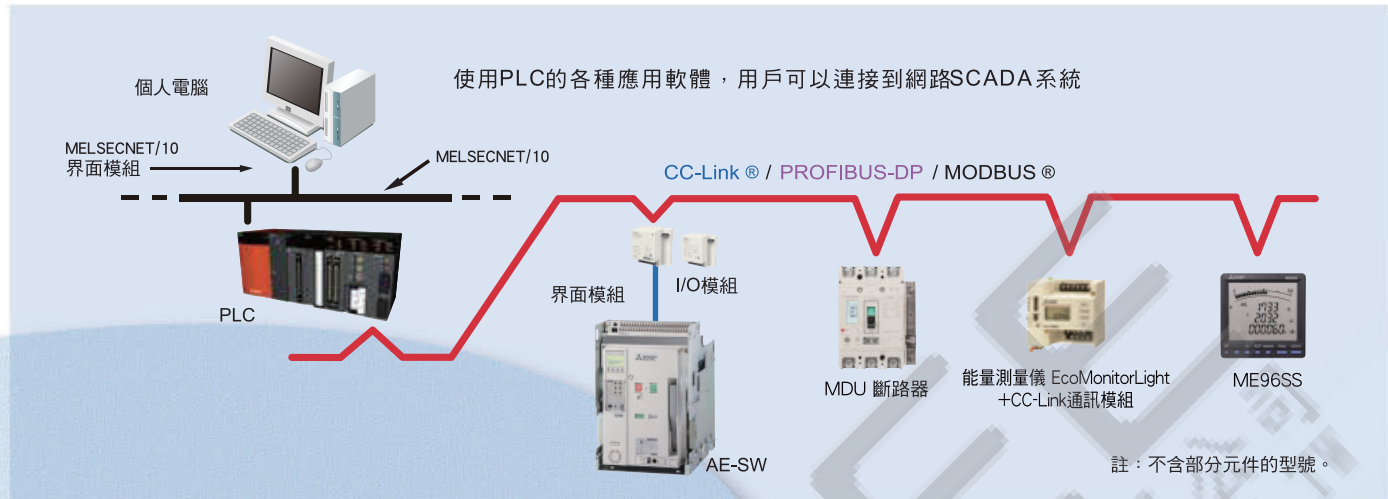 使用PLC的各種應用軟體，用戶可以連接到網路SCADA系統
個人電腦
MELSECNET/10
界面模組
MELSECNET/10
CC-Link ® / PROFIBUS-DP / MODBUS ®
PLC
界面模組
I/O模組
AE-SW
MDU 斷路器
能量測量儀 EcoMonitorLight
+CC-Link通訊模組
ME96SS
註：不含部分元件的型號。